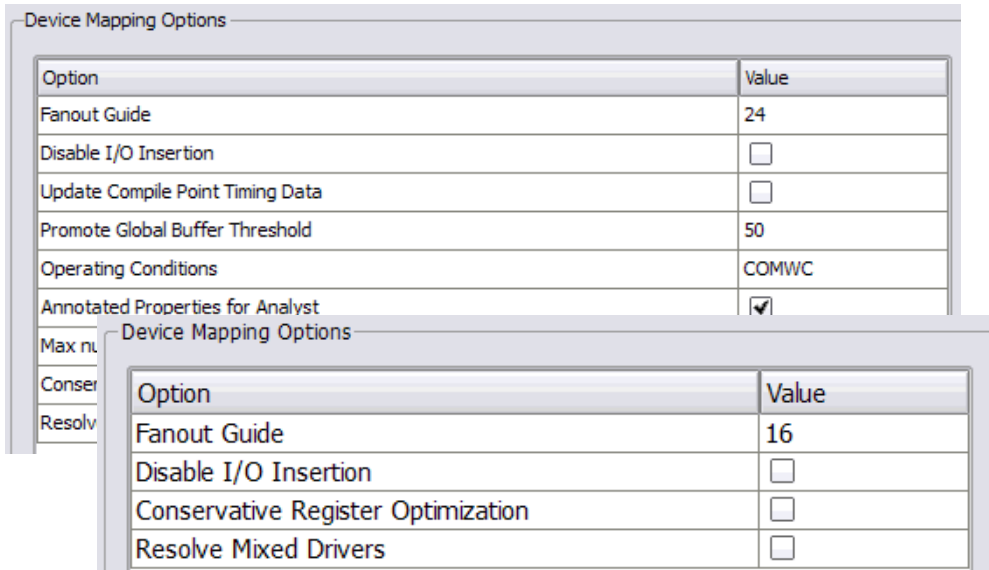 Device Mapping Options
Option Value
Fanout Guide 24
Disable I/O Insertion
Update Compile Point Timing Data
Promote Global Buffer Threshold 50
Operating Conditions COMWC
Annotated Properties for Analyst
Max
Device Mapping Options
Option Value
Fanout Guide 16
Disable I/O Insertion
Conservative Register Optimization
Resolve Mixed Drivers